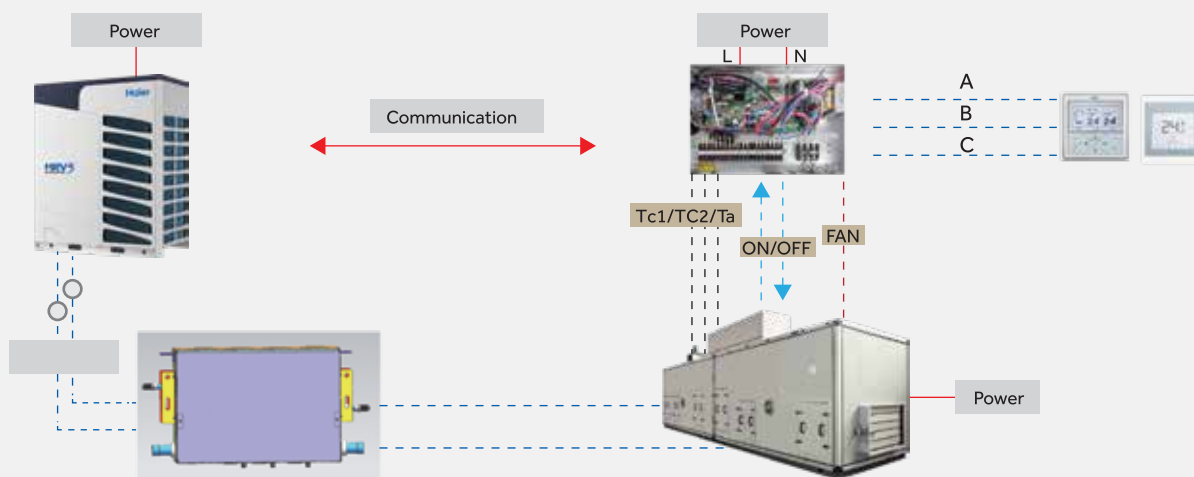 Power
Power
L
N
Haier
A
Communication
B
C
MRV5
Tc1/TC2/Ta
FAN
ON/OFF
Power